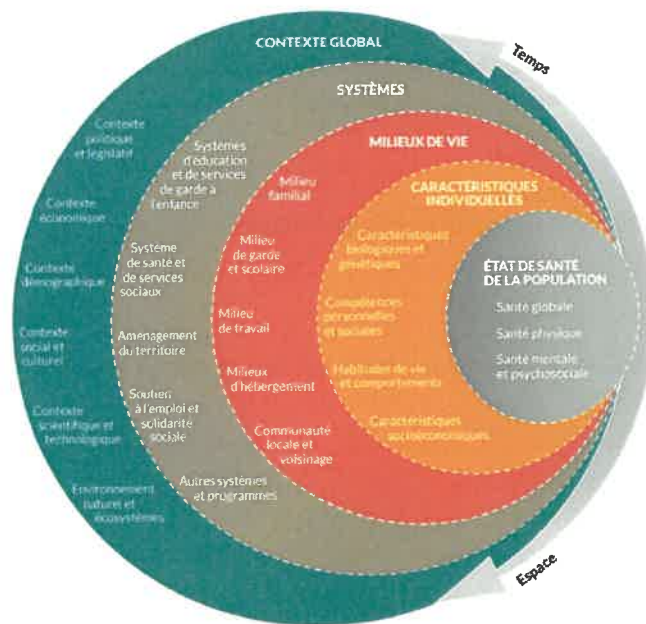 CONTEXTE GLOBAL
Contexte
politique
et législatif
Contexte
économique
Contexte
démographique
Contexte
social et
culturel
Contexte
scientifique et
technologique
Environnement
naturel et
écosystèmes
SYSTÈMES
Systèmes
d'éducation
et de services
de garde à
l'enfance
Système
de santé et
de services
sociaux
Aménagement
du territoire
Soutien
à l'emploi et
solidarité
sociale
Autres systèmes
et programmes
MILIEUX DE VIE
Milieu
familial
Milieu
de garde
et scolaire
Milieu
de travail
Milieux
d'hébergement
Communauté
locale et
voisinage
CARACTÉRISTIQUES
INDIVIDUELLES
Caractéristiques
biologiques et
génétiques
Compétences
personnelles
et sociales
Habitudes de vie
et comportements
Caractéristiques
socioéconomiques
ÉTAT DE SANTÉ
DE LA POPULATION
Santé globale
Santé physique
Santé mentale
et psychosociale
Temps
Espace